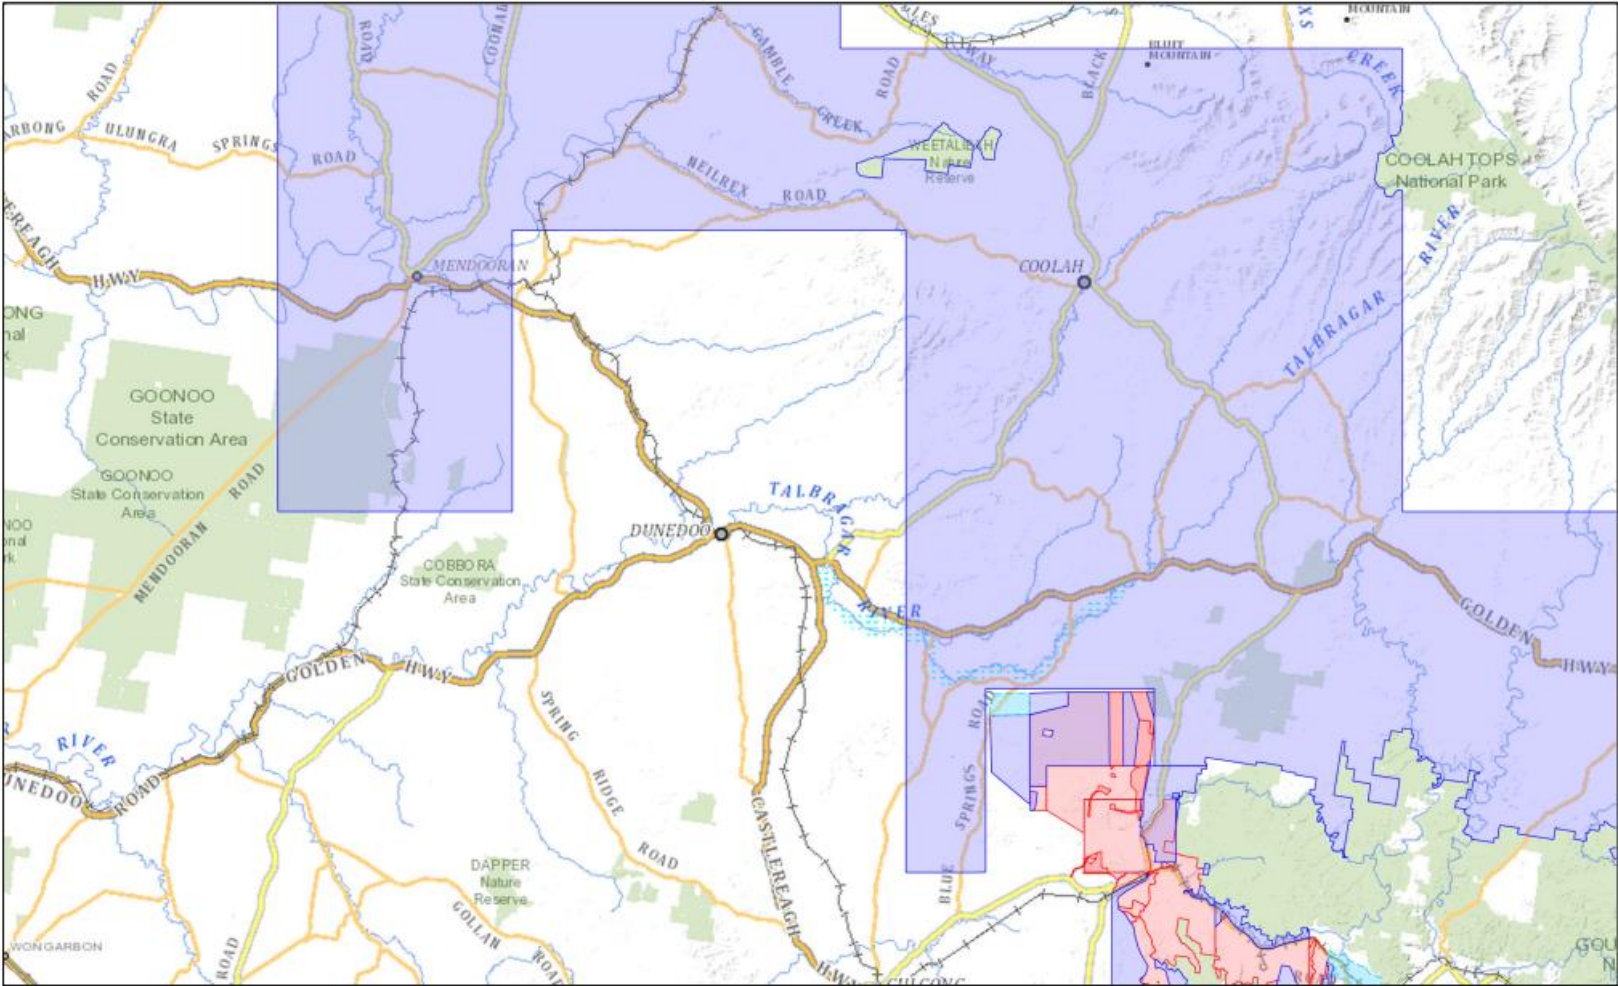 MOUNTAIN
BLUFF
MOUNTAIN
WAY
ROAD
ROAD
BLACK
GAMBLE
CREEK
ROAD
CREEK
ULUNGRA
SPRINGS
ROAD
WEETALIBAH
Nature
Reserve
COOLAH TOPS
National Park
NEILREX
ROAD
RIVER
HWY
MENDOORAN
COOLAH
TALBRAGAR
GOONOO
State
Conservation Area
GOONOO
State Conservation
Area
ROAD
MENDOORAN
DUNEDOO
TALBRAGAR
RIVER
COBBORA
State Conservation
Area
GOLDEN
HWY
GOLDEN
HWY
SPRING
RIDGE
ROAD
RIVER
ROAD
BLUE
SPRINGS
ROAD
CASTLEREAGH
HWY
DAPPER
Nature
Reserve
GOLLAN
ROAD
WONGARBON
ROAD
ROAD